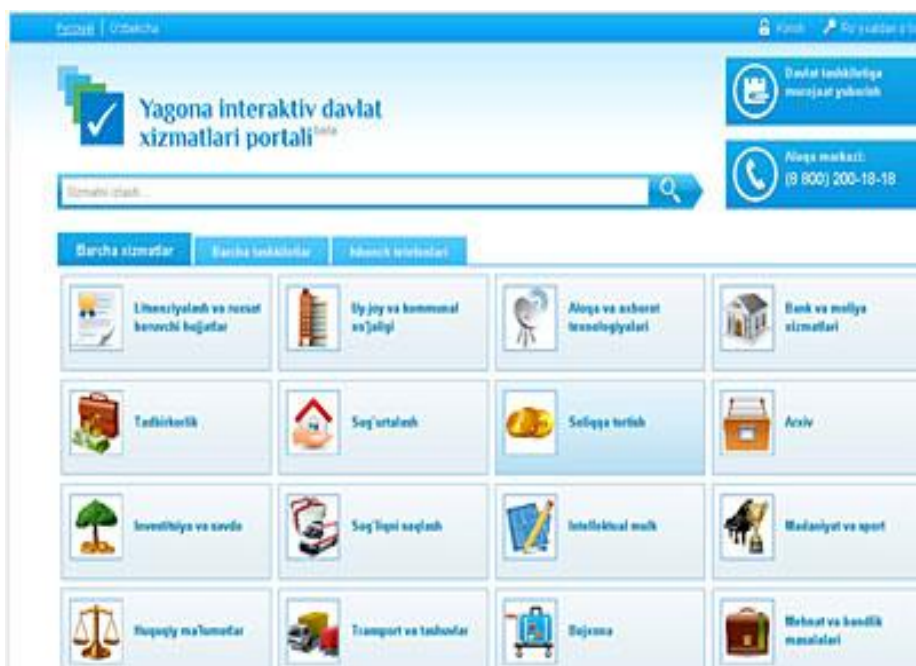 Русский | O'zbekcha
Kirish
Davlat tashkilotiga
murojaat yuborish
Yagona interaktiv davlat
xizmatlari portali beta
Aloqa markazi:
(8 800) 200-18-18
Xizmatni izlash...
Barcha xizmatlar
Barcha tashkilotlar
Ishonch telefonlari
Litsenziyalash va ruxsat
beruvchi hujjatlar
Uy-joy va kommunal
xo'jaligi
Aloqa va axborot
texnologiyalari
Bank va moliya
xizmatlari
Tadbirkorlik
Sug'urtalash
Soliqqa tortish
Arxiv
Investitsiya va savdo
Sog'liqni saqlash
Intellektual mulk
Madaniyat va sport
Huquqiy ma'lumotlar
Transport va tashuvlar
Bojxona
Mehnat va bandlik
masalalari